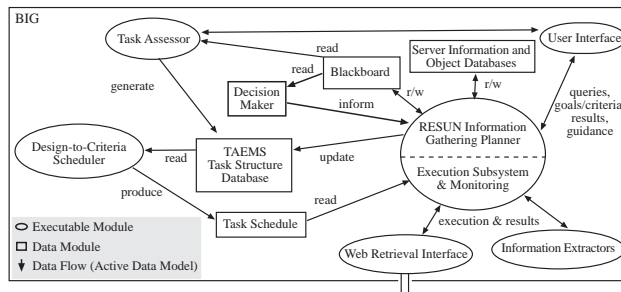 BIG
Task Assessor
User Interface
read
Server Information and
Object Databases
Blackboard
read
generate
Decision
Maker
r/w
r/w
queries,
goals/criteria
results,
guidance
inform
RESUN Information
Gathering Planner
Design-to-Criteria
Scheduler
read
TAEMS
Task Structure
Database
update
Execution Subsystem
& Monitoring
produce
read
Task Schedule
execution & results
Executable Module
Data Module
Data Flow (Active Data Model)
Web Retrieval Interface
Information Extractors